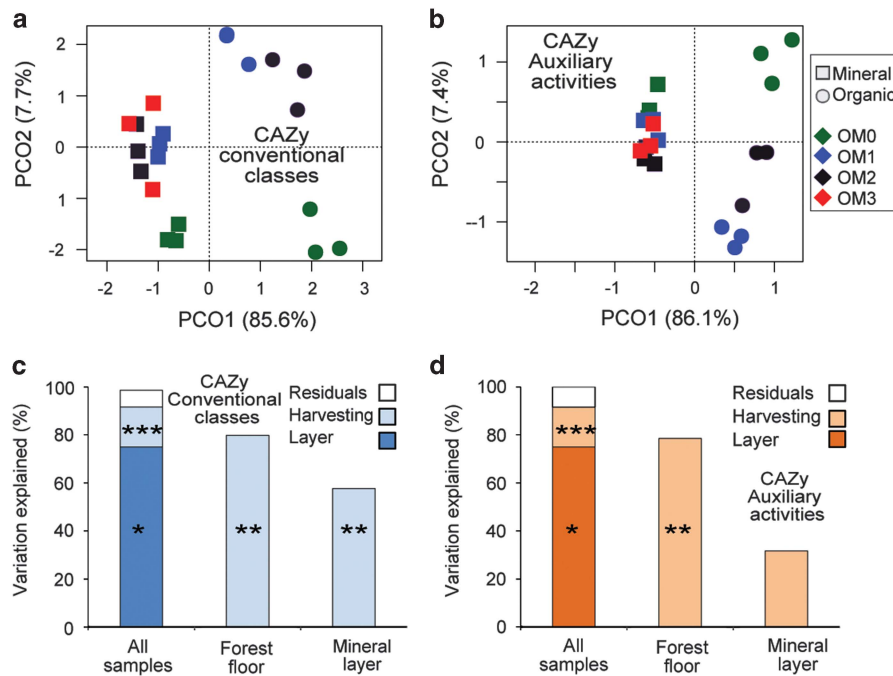 a
2
1
0
-1
-2
PCO2 (7.7%)
CAZy
conventional
classes
-2 -1 0 1 2 3
PCO1 (85.6%)
b
1
0
--1
PCO2 (7.4%)
CAZy
Auxiliary
activities
-2 -1 0 1
PCO1 (86.1%)
Mineral
Organic
OM0
OM1
OM2
OM3
c
100
80
60
40
20
0
Variation explained (%)
CAZy
Conventional
classes
Residuals
Harvesting
Layer
***
*
**
**
All samples
Forest floor
Mineral layer
d
100
80
60
40
20
0
Variation explained (%)
Residuals
Harvesting
Layer
CAZy
Auxiliary
activities
***
*
**
All samples
Forest floor
Mineral layer